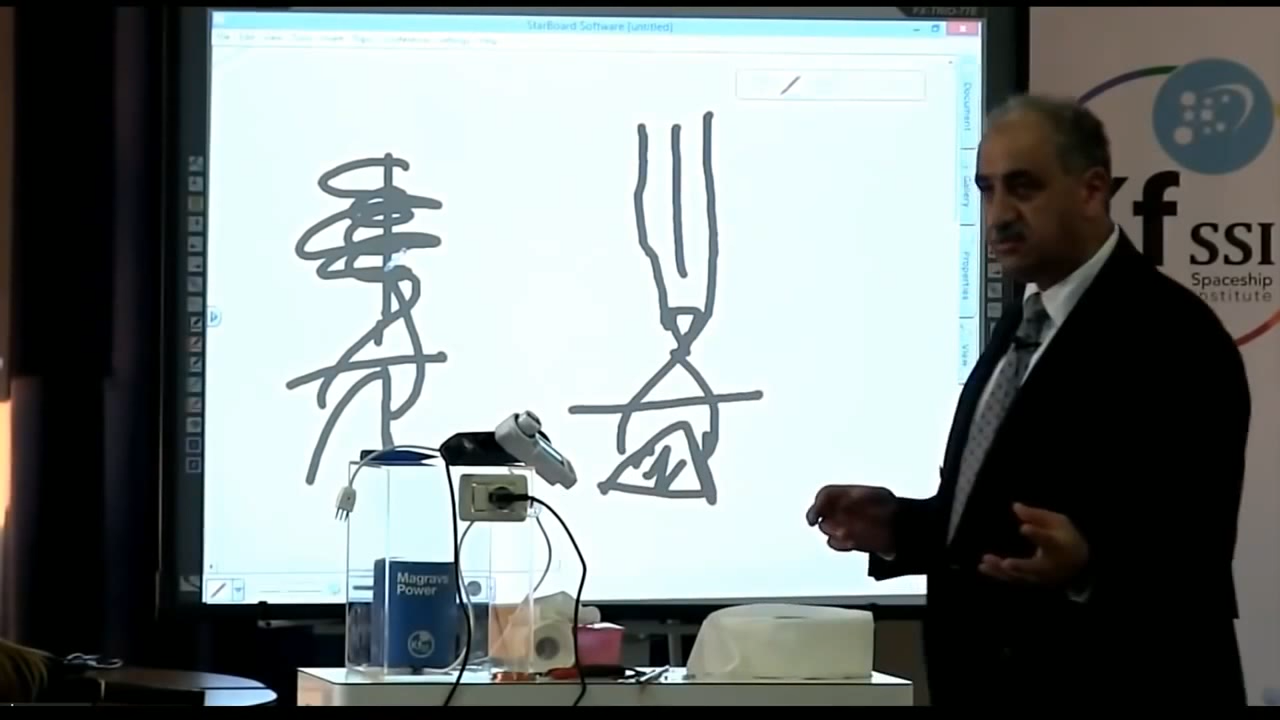 StarBoard Software [untitled]
Document
Gallery
Properties
View
Kf SSI
Spaceship
Institute
Magravs
Power